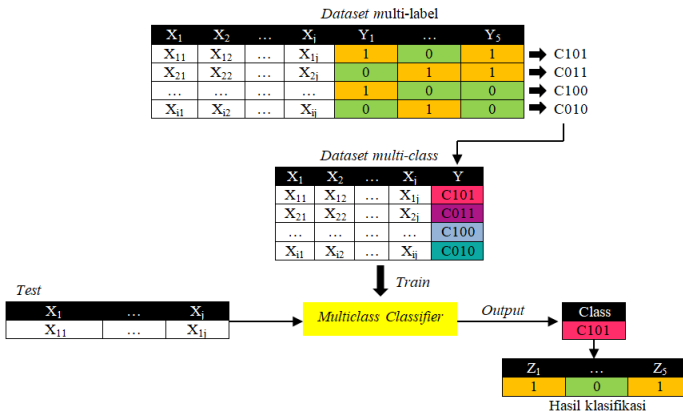 Dataset multi-label
X1 X2 … Xj Y1 … Y5
X11 X12 … X1j 1 0 1 C101
X21 X22 … X2j 0 1 1 C011
… … … … 1 0 0 C100
Xi1 Xi2 … Xij 0 1 0 C010
Dataset multi-class
X1 X2 … Xj Y
X11 X12 … X1j C101
X21 X22 … X2j C011
… … … … C100
Xi1 Xi2 … Xij C010
Train
Test
X1 … Xj
X11 … X1j
Multiclass Classifier
Output
Class
C101
Z1 … Z5
1 0 1
Hasil klasifikasi